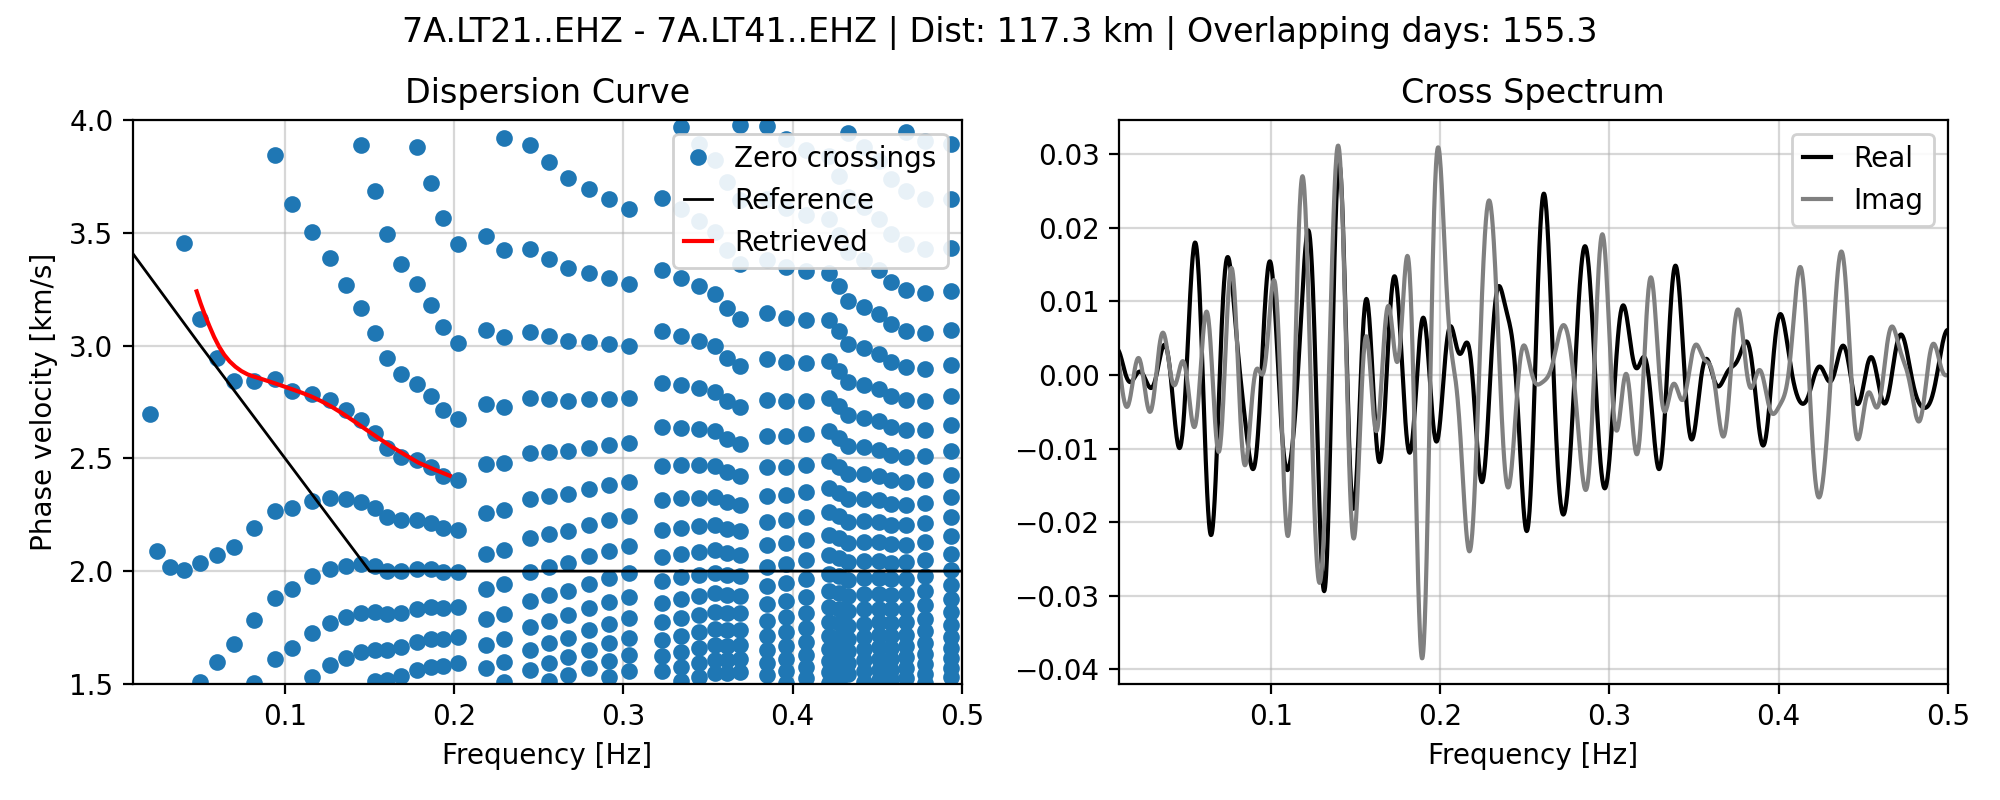 7A.LT21..EHZ - 7A.LT41..EHZ | Dist: 117.3 km | Overlapping days: 155.3
Dispersion Curve
4.0
3.5
3.0
2.5
2.0
1.5
Phase velocity [km/s]
0.1
0.2
0.3
0.4
0.5
Frequency [Hz]
Zero crossings
Reference
Retrieved
Cross Spectrum
0.03
0.02
0.01
0.00
−0.01
−0.02
−0.03
−0.04
0.1
0.2
0.3
0.4
0.5
Frequency [Hz]
Real
Imag